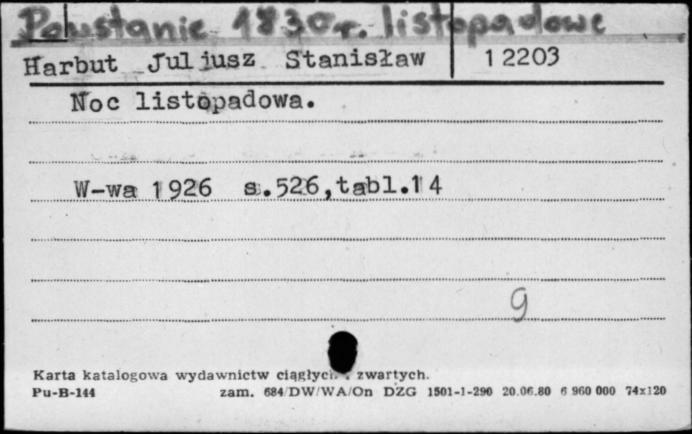 Powstanie 1830r. listopadowe
Harbut Juljusz Stanisław 12203
Noc listopadowa.
W-wa 1926 s.526,tabl.14
9
Karta katalogowa wydawnictw ciągłych zwartych.
Pu-B-144 zam. 684/DW/WA/On DZG 1501-1-290 20.06.80 6 960 000 74x120